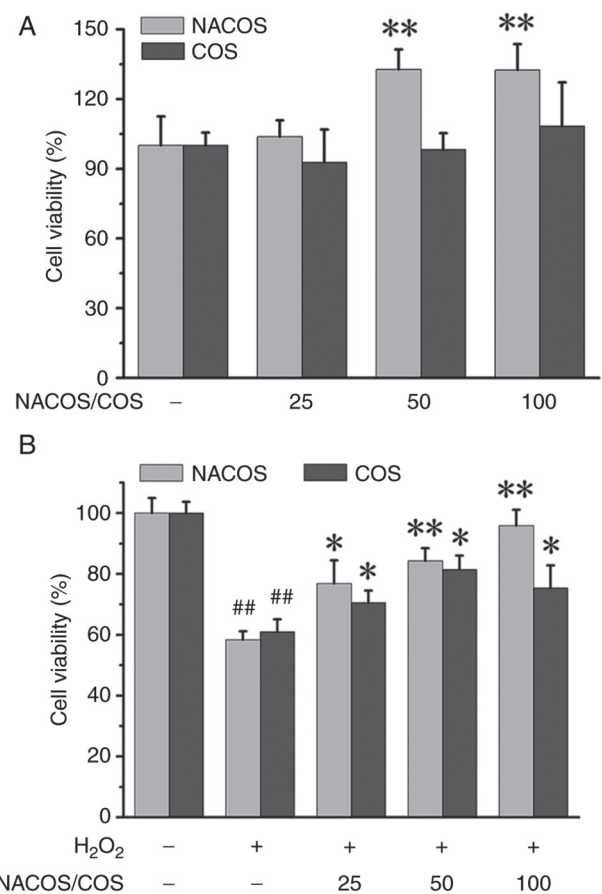 A
NACOS
COS
**
**
150
120
90
60
30
0
Cell viability (%)
NACOS/COS – 25 50 100
B
NACOS COS
**
** * *
* *
## ##
100
80
60
40
20
0
Cell viability (%)
H₂O₂ – + + + +
NACOS/COS – – 25 50 100